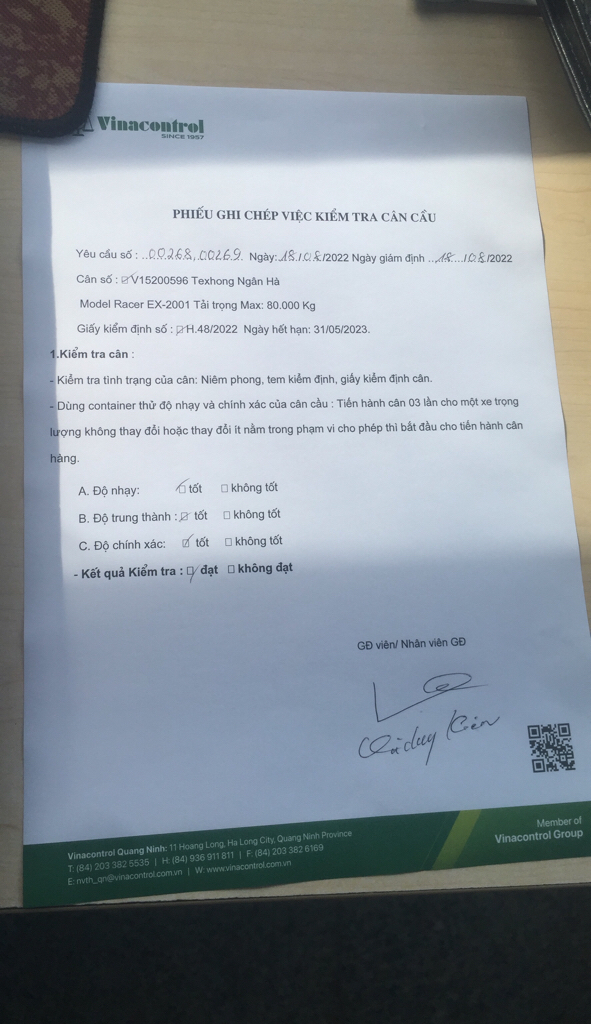 Vinacontrol
SINCE 1957
PHIẾU GHI CHÉP VIỆC KIỂM TRA CÂN CẦU
Yêu cầu số : ..00268,00269. Ngày:.18./.08/2022 Ngày giám định ...18..../.08/2022
Cân số : ☑V15200596 Texhong Ngân Hà
Model Racer EX-2001 Tải trọng Max: 80.000 Kg
Giấy kiểm định số : ☑H.48/2022 Ngày hết hạn: 31/05/2023.
1.Kiểm tra cân :
- Kiểm tra tình trạng của cân: Niêm phong, tem kiểm định, giấy kiểm định cân.
- Dùng container thử độ nhạy và chính xác của cân cầu : Tiến hành cân 03 lần cho một xe trọng
lượng không thay đổi hoặc thay đổi ít nằm trong phạm vi cho phép thì bắt đầu cho tiến hành cân
hàng.
A. Độ nhạy: ☑ tốt ☐ không tốt
B. Độ trung thành : ☑ tốt ☐ không tốt
C. Độ chính xác: ☑ tốt ☐ không tốt
- Kết quả Kiểm tra : ☑ đạt ☐ không đạt
GĐ viên/ Nhân viên GĐ
duy Kiên
Vinacontrol Quang Ninh: 11 Hoang Long, Ha Long City, Quang Ninh Province
T: (84) 203 382 5535 | H: (84) 936 911 811 | F: (84) 203 382 6169
E: nvth_qn@vinacontrol.com.vn | W: www.vinacontrol.com.vn
Member of
Vinacontrol Group